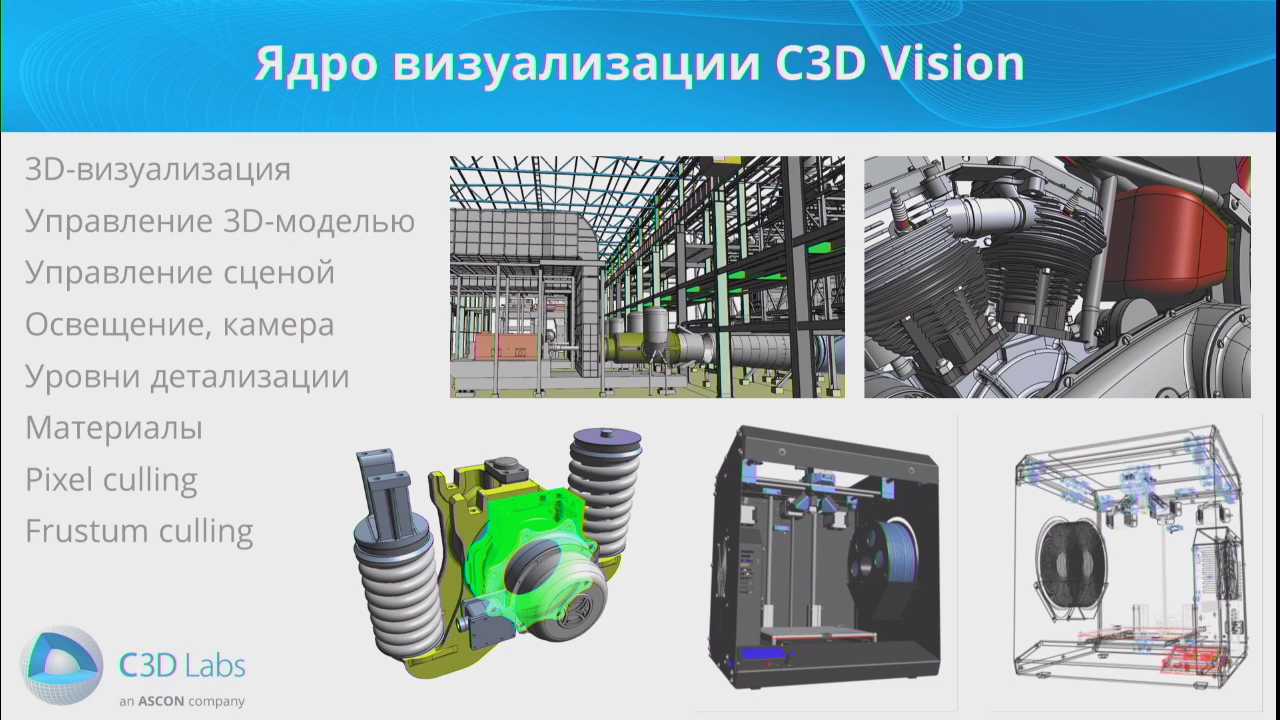 Ядро визуализации C3D Vision
3D-визуализация
Управление 3D-моделью
Управление сценой
Освещение, камера
Уровни детализации
Материалы
Pixel culling
Frustum culling
C3D Labs
an ASCON company